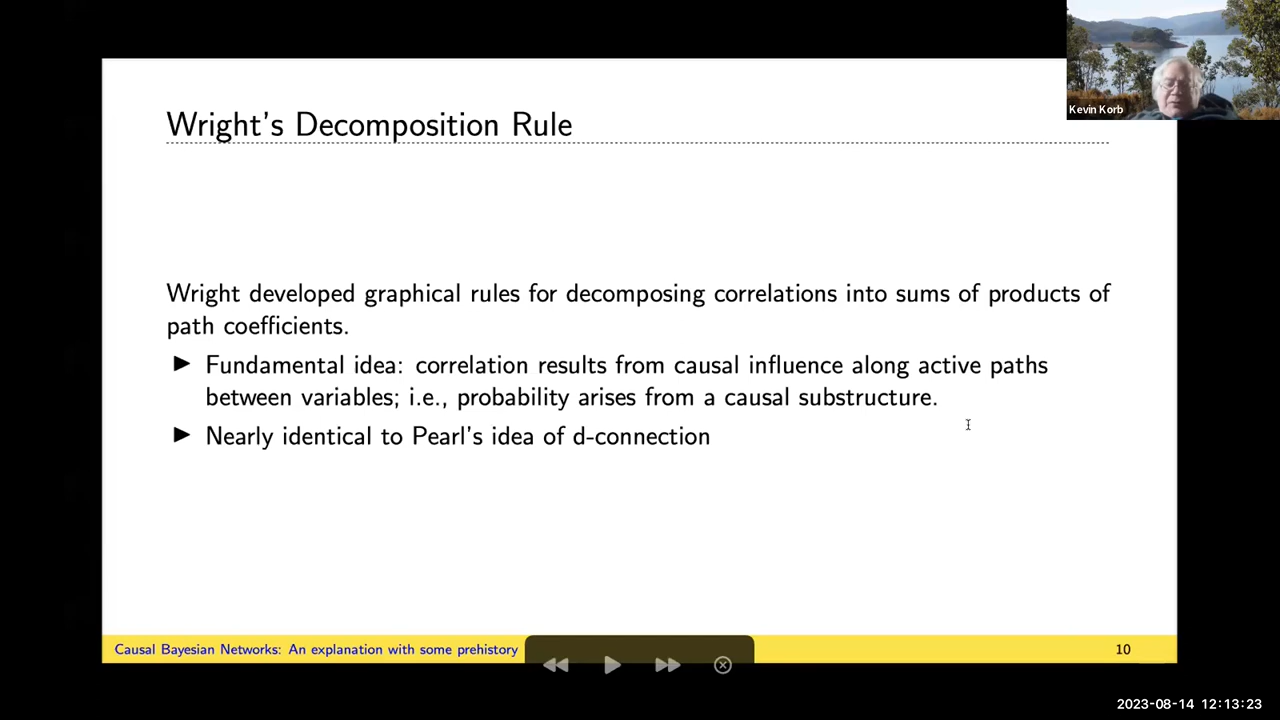 Kevin Korb
Wright's Decomposition Rule
Wright developed graphical rules for decomposing correlations into sums of products of
path coefficients.
► Fundamental idea: correlation results from causal influence along active paths
between variables; i.e., probability arises from a causal substructure.
► Nearly identical to Pearl's idea of d-connection
Causal Bayesian Networks: An explanation with some prehistory
10
2023-08-14 12:13:23